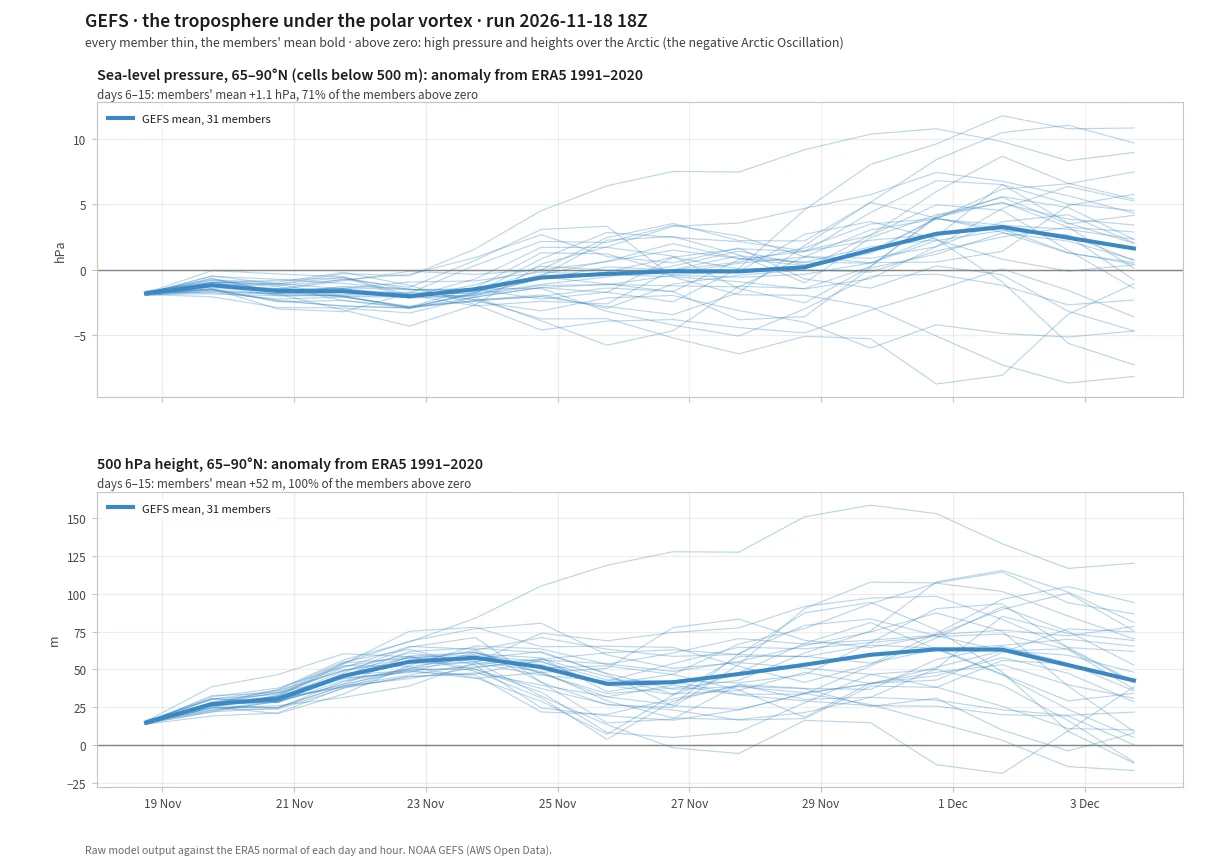 GEFS · the troposphere under the polar vortex · run 2026-11-18 18Z
every member thin, the members' mean bold · above zero: high pressure and heights over the Arctic (the negative Arctic Oscillation)
Sea-level pressure, 65–90°N (cells below 500 m): anomaly from ERA5 1991–2020
days 6–15: members' mean +1.1 hPa, 71% of the members above zero
GEFS mean, 31 members
10
5
0
−5
hPa
500 hPa height, 65–90°N: anomaly from ERA5 1991–2020
days 6–15: members' mean +52 m, 100% of the members above zero
GEFS mean, 31 members
150
125
100
75
50
25
0
−25
m
19 Nov 21 Nov 23 Nov 25 Nov 27 Nov 29 Nov 1 Dec 3 Dec
Raw model output against the ERA5 normal of each day and hour. NOAA GEFS (AWS Open Data).